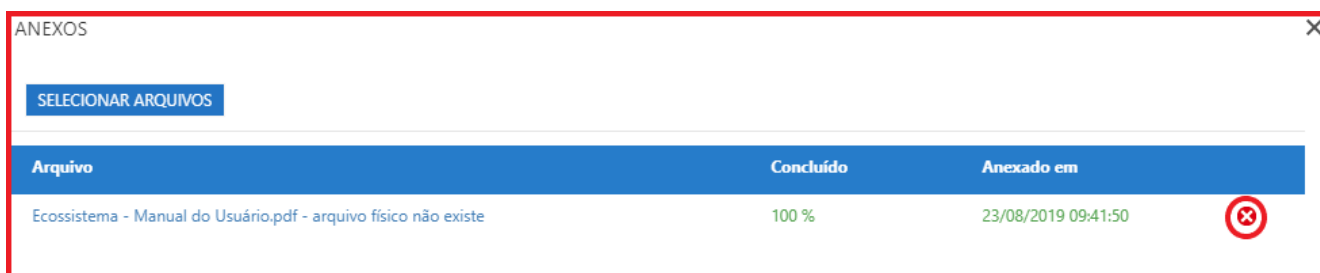 ANEXOS
SELECIONAR ARQUIVOS
Arquivo Concluído Anexado em
Ecossistema - Manual do Usuário.pdf - arquivo físico não existe 100 % 23/08/2019 09:41:50